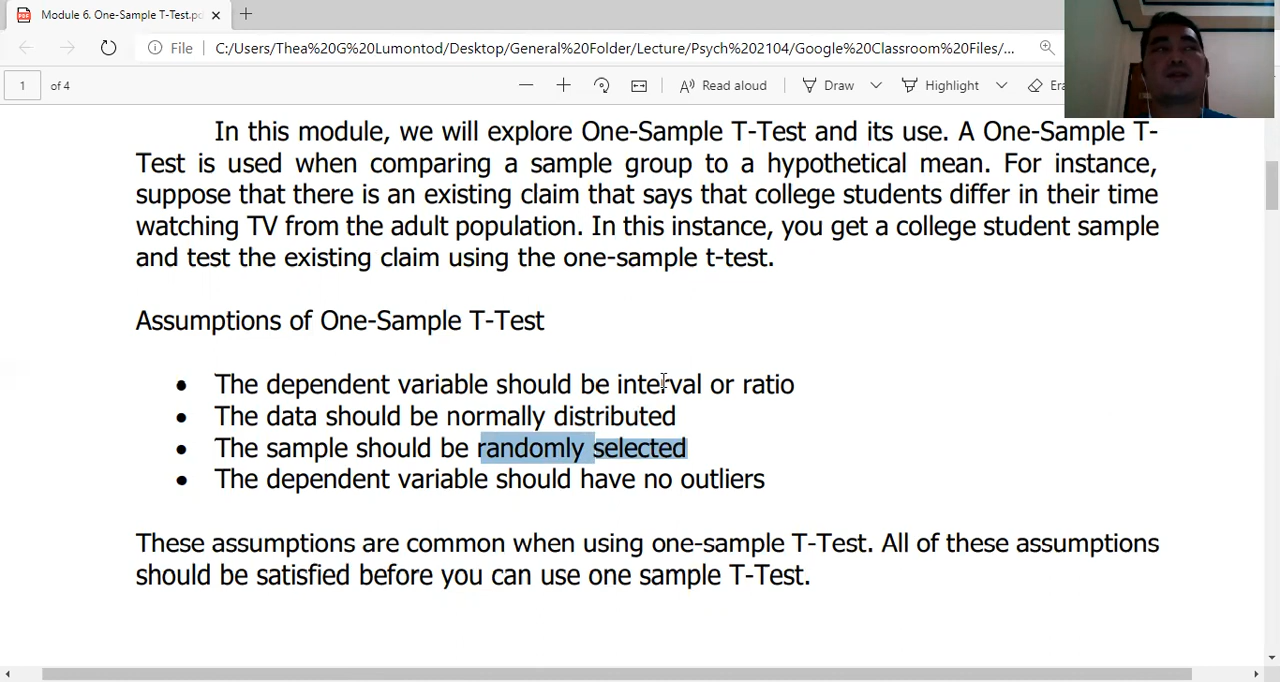 Module 6. One-Sample T-Test.pd
File
C:/Users/Thea%20G%20Lumontod/Desktop/General%20Folder/Lecture/Psych%202104/Google%20Classroom%20Files/...
1 of 4
Read aloud
Draw
Highlight
Era
In this module, we will explore One-Sample T-Test and its use. A One-Sample T-
Test is used when comparing a sample group to a hypothetical mean. For instance,
suppose that there is an existing claim that says that college students differ in their time
watching TV from the adult population. In this instance, you get a college student sample
and test the existing claim using the one-sample t-test.
Assumptions of One-Sample T-Test
• The dependent variable should be interval or ratio
• The data should be normally distributed
• The sample should be randomly selected
• The dependent variable should have no outliers
These assumptions are common when using one-sample T-Test. All of these assumptions
should be satisfied before you can use one sample T-Test.